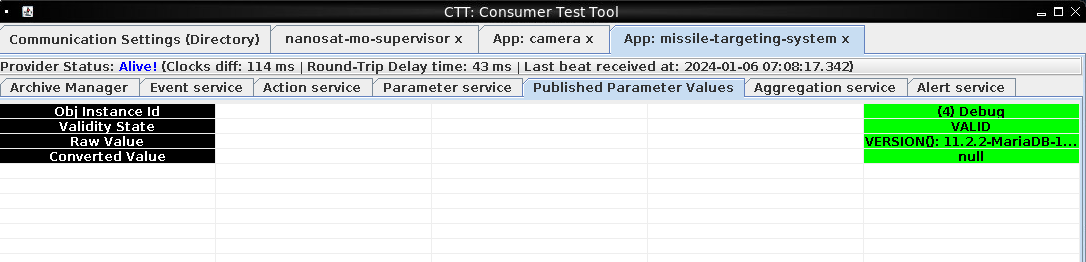 CTT: Consumer Test Tool
Communication Settings (Directory) nanosat-mo-supervisor x App: camera x App: missile-targeting-system x
Provider Status: Alive! (Clocks diff: 114 ms | Round-Trip Delay time: 43 ms | Last beat received at: 2024-01-06 07:08:17.342)
Archive Manager Event service Action service Parameter service Published Parameter Values Aggregation service Alert service
Obj Instance Id (4) Debug
Validity State VALID
Raw Value VERSION(): 11.2.2-MariaDB-1...
Converted Value null